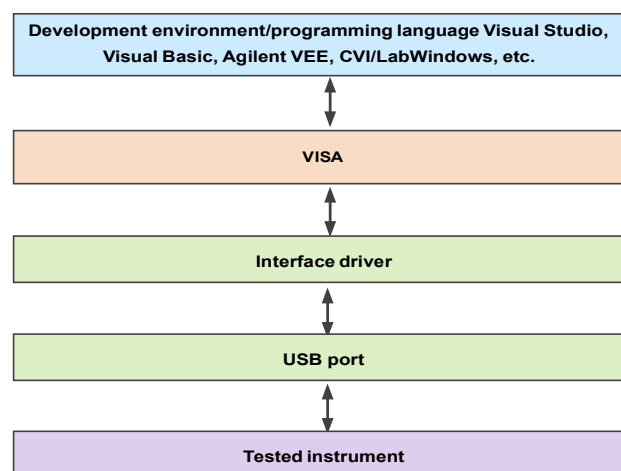 Development environment/programming language Visual Studio,
Visual Basic, Agilent VEE, CVI/LabWindows, etc.
VISA
Interface driver
USB port
Tested instrument